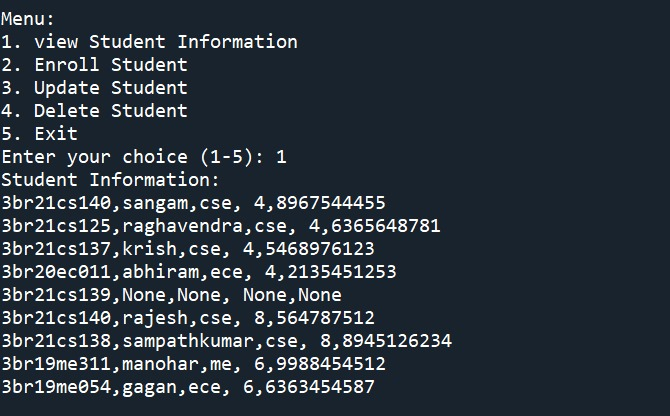 Menu:
1. view Student Information
2. Enroll Student
3. Update Student
4. Delete Student
5. Exit
Enter your choice (1-5): 1
Student Information:
3br21cs140,sangam,cse, 4,8967544455
3br21cs125,raghavendra,cse, 4,6365648781
3br21cs137,krish,cse, 4,5468976123
3br20ec011,abhiram,ece, 4,2135451253
3br21cs139,None,None, None,None
3br21cs140,rajesh,cse, 8,564787512
3br21cs138,sampathkumar,cse, 8,8945126234
3br19me311,manohar,me, 6,9988454512
3br19me054,gagan,ece, 6,6363454587